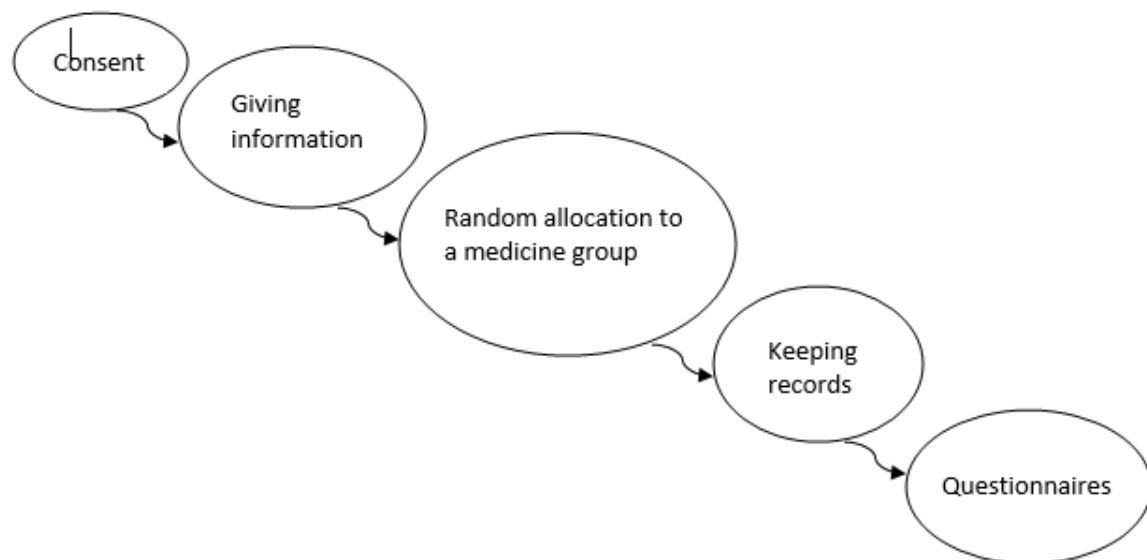 Consent
Giving
information
Random allocation to
a medicine group
Keeping
records
Questionnaires